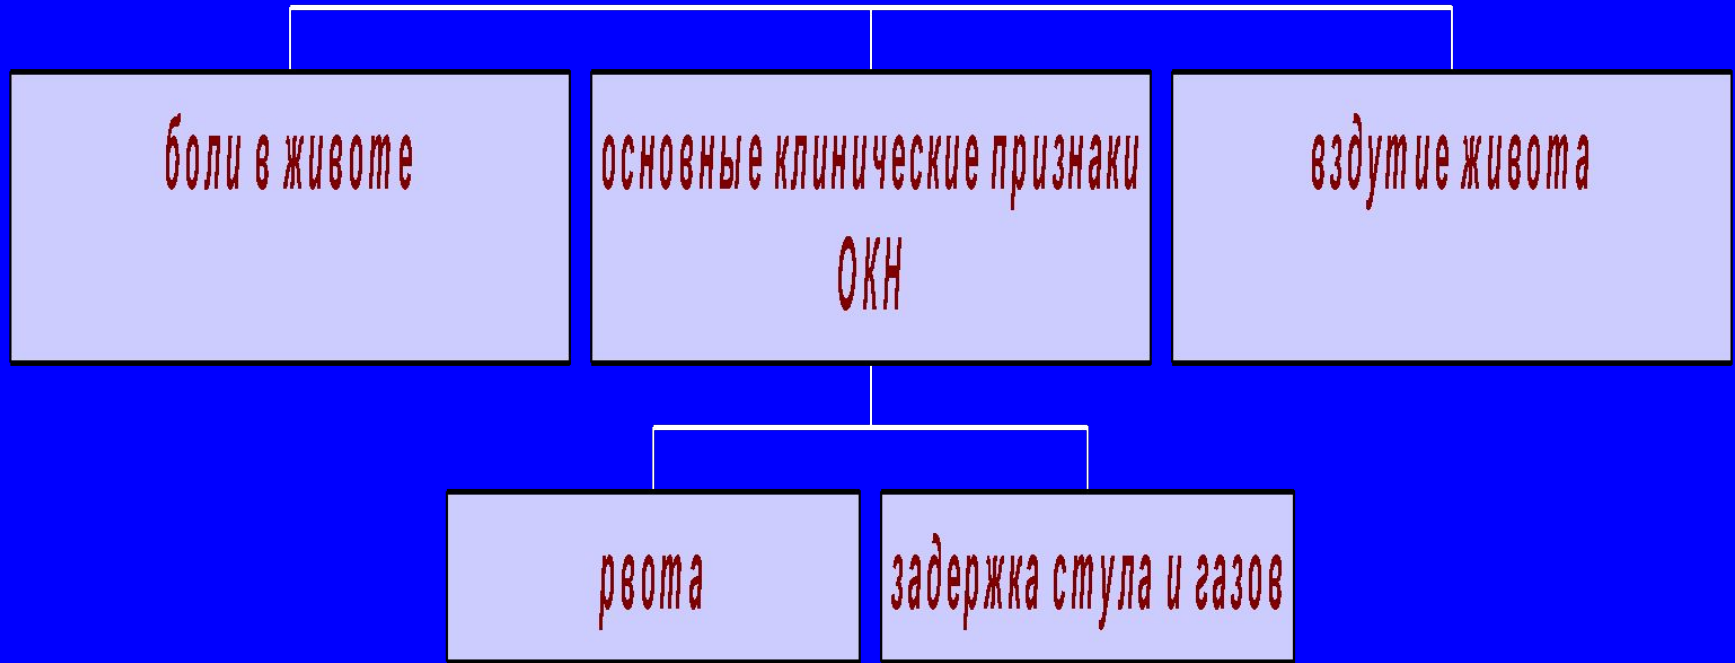 боли в животе
основные клинические признаки
ОКН
вздутие живота
рвота
задержка стула и газов